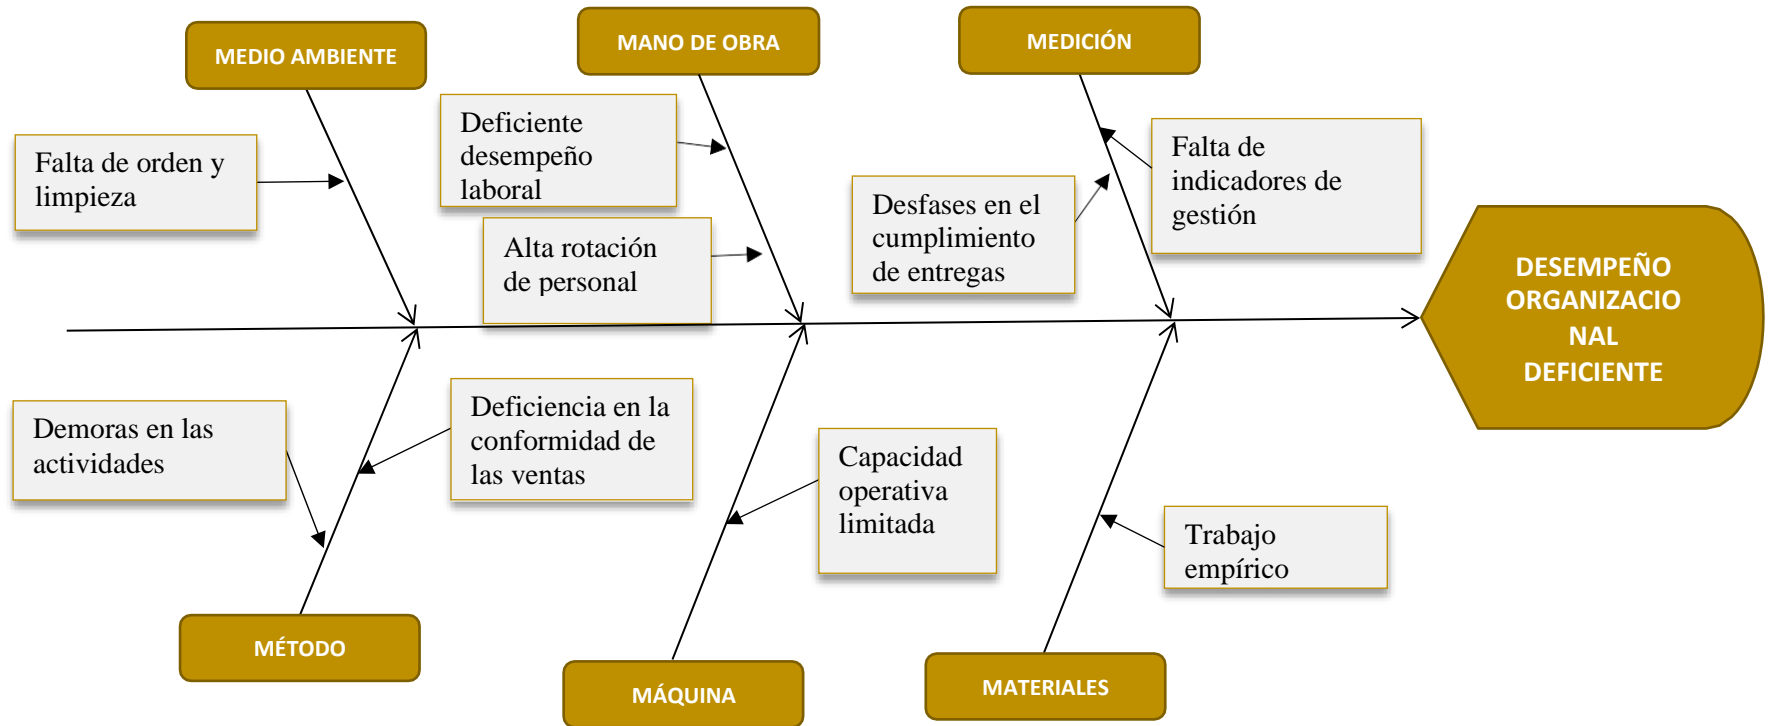 MEDIO AMBIENTE
MANO DE OBRA
MEDICIÓN
Falta de orden y
limpieza
Deficiente
desempeño
laboral
Alta rotación
de personal
Desfases en el
cumplimiento
de entregas
Falta de
indicadores de
gestión
DESEMPEÑO
ORGANIZACIO
NAL
DEFICIENTE
Demoras en las
actividades
Deficiencia en la
conformidad de
las ventas
Capacidad
operativa
limitada
Trabajo
empírico
MÉTODO
MÁQUINA
MATERIALES